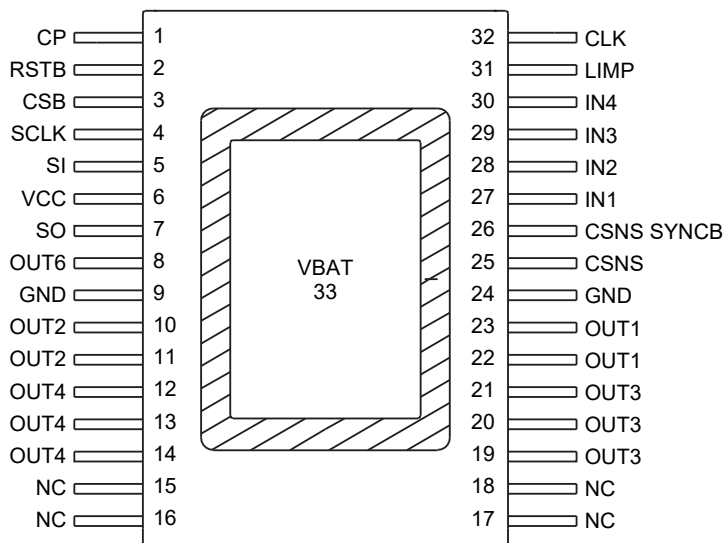 CP 1 32 CLK
RSTB 2 31 LIMP
CSB 3 30 IN4
SCLK 4 29 IN3
SI 5 28 IN2
VCC 6 27 IN1
SO 7 26 CSNS SYNCB
OUT6 8 VBAT 25 CSNS
GND 9 33 24 GND
OUT2 10 23 OUT1
OUT2 11 22 OUT1
OUT4 12 21 OUT3
OUT4 13 20 OUT3
OUT4 14 19 OUT3
NC 15 18 NC
NC 16 17 NC